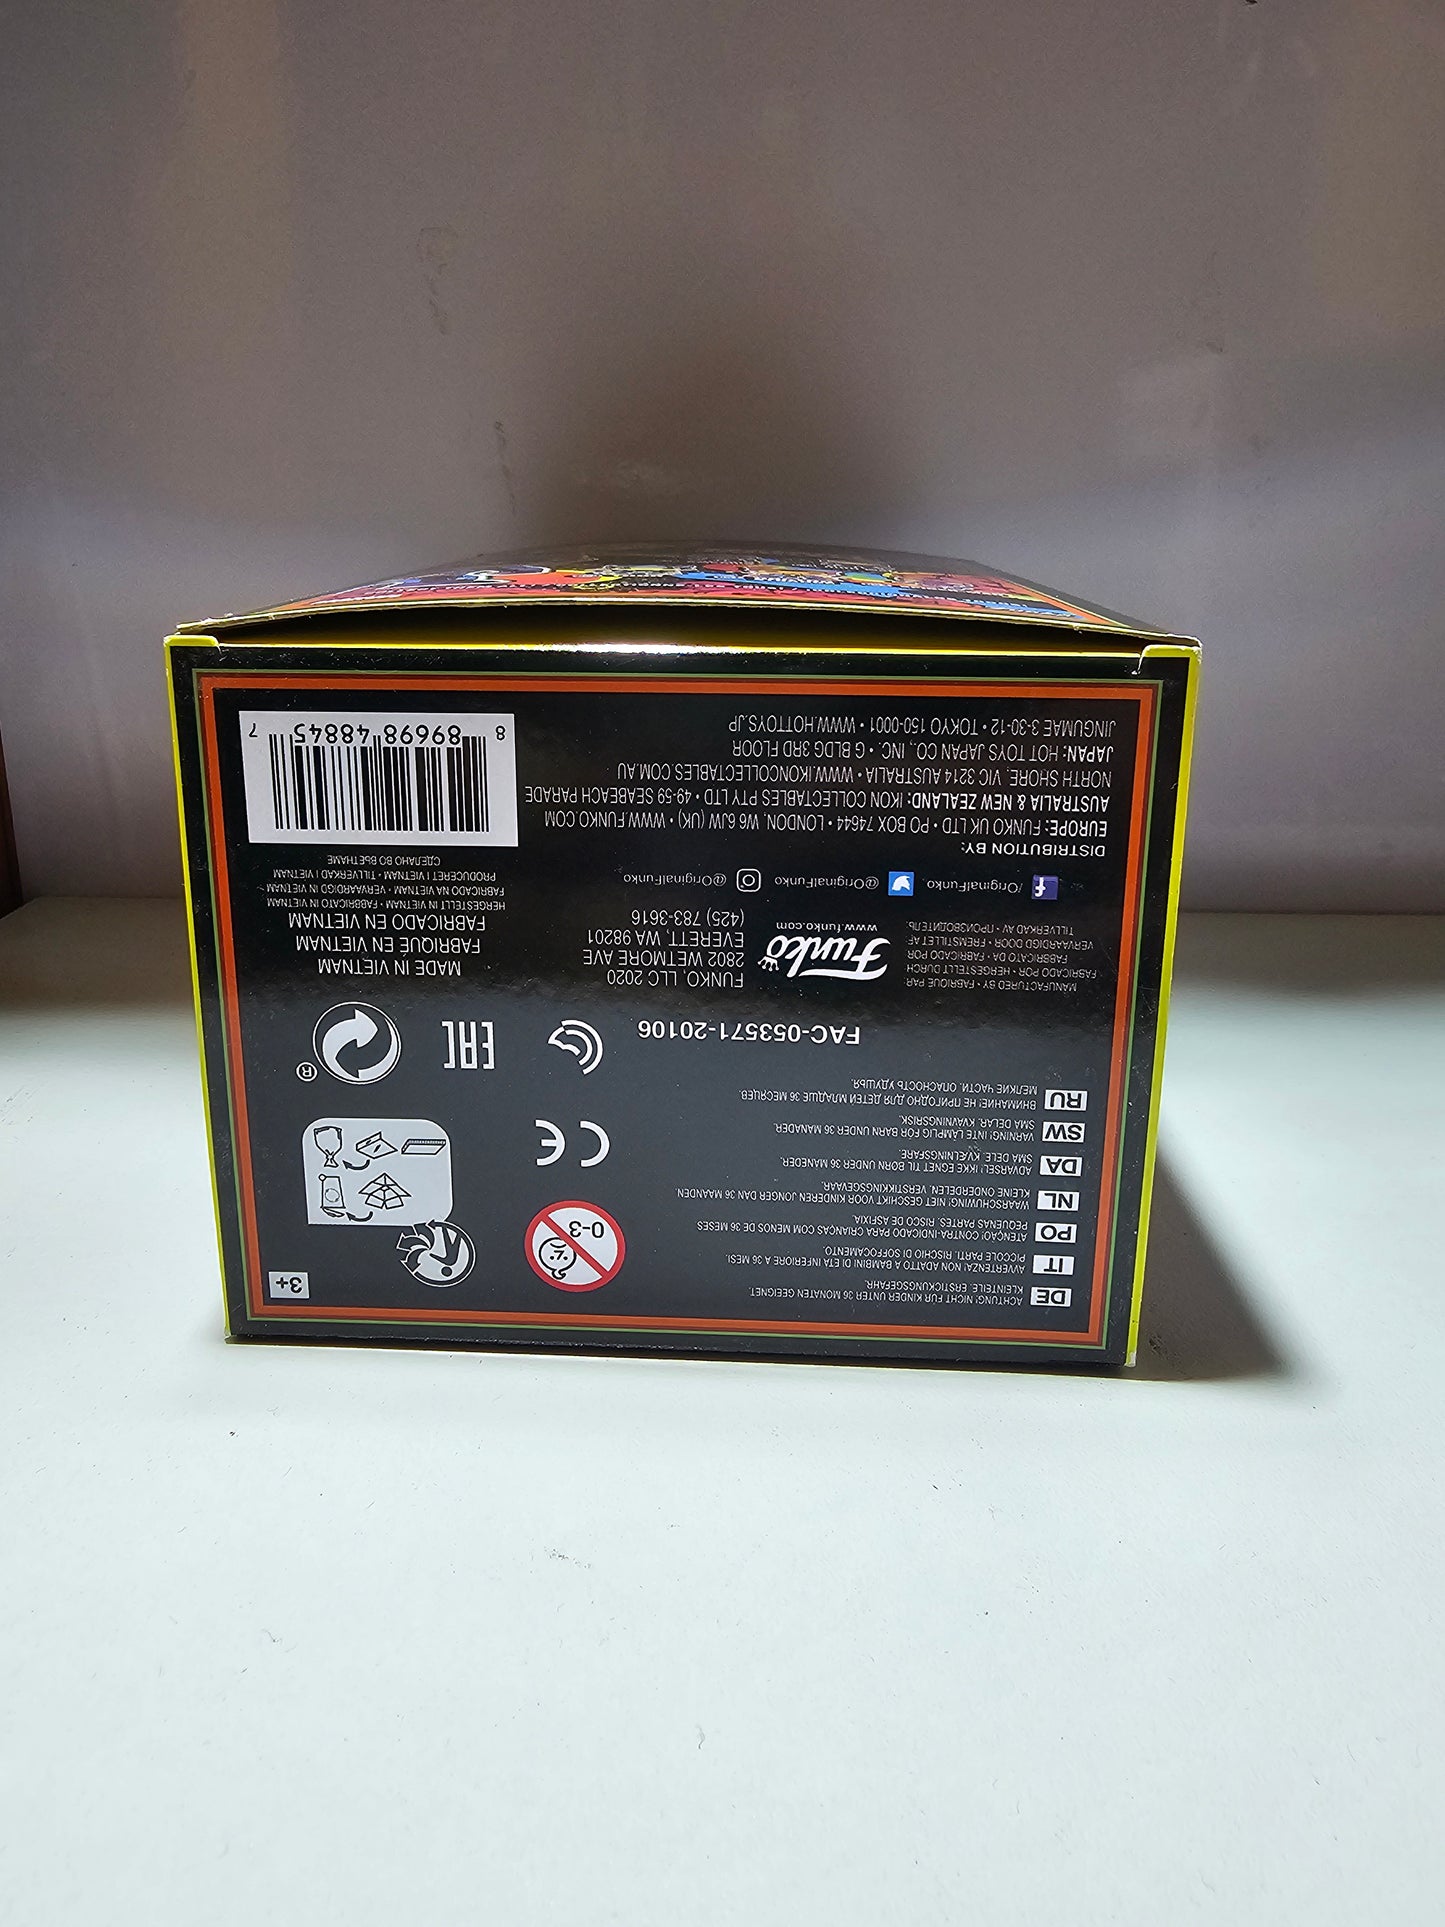 DE
ACHTUNG! NICHT FÜR KINDER UNTER 36 MONATEN GEEIGNET.
KLEINTEILE. ERSTICKUNGSGEFAHR.
IT
AVVERTENZA! NON ADATTO A BAMBINI DI ETÀ INFERIORE A 36 MESI.
PICCOLE PARTI. RISCHIO DI SOFFOCAMENTO.
PO
ATENÇÃO! CONTRA-INDICADO PARA CRIANÇAS COM MENOS DE 36 MESES
PEQUENAS PARTES. RISCO DE ASFIXIA.
NL
WAARSCHUWING! NIET GESCHIKT VOOR KINDEREN JONGER DAN 36 MAANDEN.
KLEINE ONDERDELEN. VERSTIKKINGSGEVAAR.
DA
ADVARSEL! IKKE EGNET TIL BØRN UNDER 36 MÅNEDER.
SMÅ DELE. KVÆLNINGSFARE.
SW
VARNING! INTE LÄMPLIG FÖR BARN UNDER 36 MÅNADER.
SMÅ DELAR. KVÄVNINGSRISK.
RU
ВНИМАНИЕ! НЕ ПРИГОДНО ДЛЯ ДЕТЕЙ МЛАДШЕ 36 МЕСЯЦЕВ.
МЕЛКИЕ ЧАСТИ. ОПАСНОСТЬ УДУШЬЯ.
0-3
3+
CE
EAC
®
FAC-053571-20106
MANUFACTURED BY • FABRIQUÉ PAR:
FABRICADO POR • HERGESTELLT DURCH:
FABBRICATO DA • FABRICADO POR:
VERVAARDIGD DOOR • FREMSTILLET AF:
TILLVERKAD AV • ПРОИЗВОДИТЕЛЬ:
Funko
www.funko.com
FUNKO, LLC 2020
2802 WETMORE AVE
EVERETT, WA 98201
(425) 783-3616
MADE IN VIETNAM
FABRIQUÉ EN VIETNAM
FABRICADO EN VIETNAM
HERGESTELLT IN VIETNAM • FABBRICATO IN VIETNAM
FABRICADO NA VIETNAM • VERVAARDIGD IN VIETNAM
PRODUCERET I VIETNAM • TILLVERKAD I VIETNAM
СДЕЛАНО ВО ВЬЕТНАМЕ
/OriginalFunko
@OriginalFunko
@OriginalFunko
DISTRIBUTION BY:
EUROPE: FUNKO UK LTD • PO BOX 74644 • LONDON, W6 6JW (UK) • WWW.FUNKO.COM
AUSTRALIA & NEW ZEALAND: IKON COLLECTABLES PTY LTD • 49-59 SEABEACH PARADE
NORTH SHORE, VIC 3214 AUSTRALIA • WWW.IKONCOLLECTABLES.COM.AU
JAPAN: HOT TOYS JAPAN CO., INC. • G BLDG 3RD FLOOR
JINGUMAE 3-30-12 • TOKYO 150-0001 • WWW.HOTTOYS.JP
8 89698 48845 7